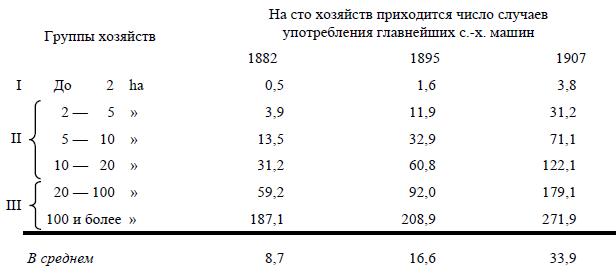 Группы хозяйств
На сто хозяйств приходится число случаев
употребления главнейших с.-х. машин
1882 1895 1907
I До 2 ha 0,5 1,6 3,8
2 — 5 » 3,9 11,9 31,2
II 5 — 10 » 13,5 32,9 71,1
10 — 20 » 31,2 60,8 122,1
III 20 — 100 » 59,2 92,0 179,1
100 и более » 187,1 208,9 271,9
В среднем 8,7 16,6 33,9